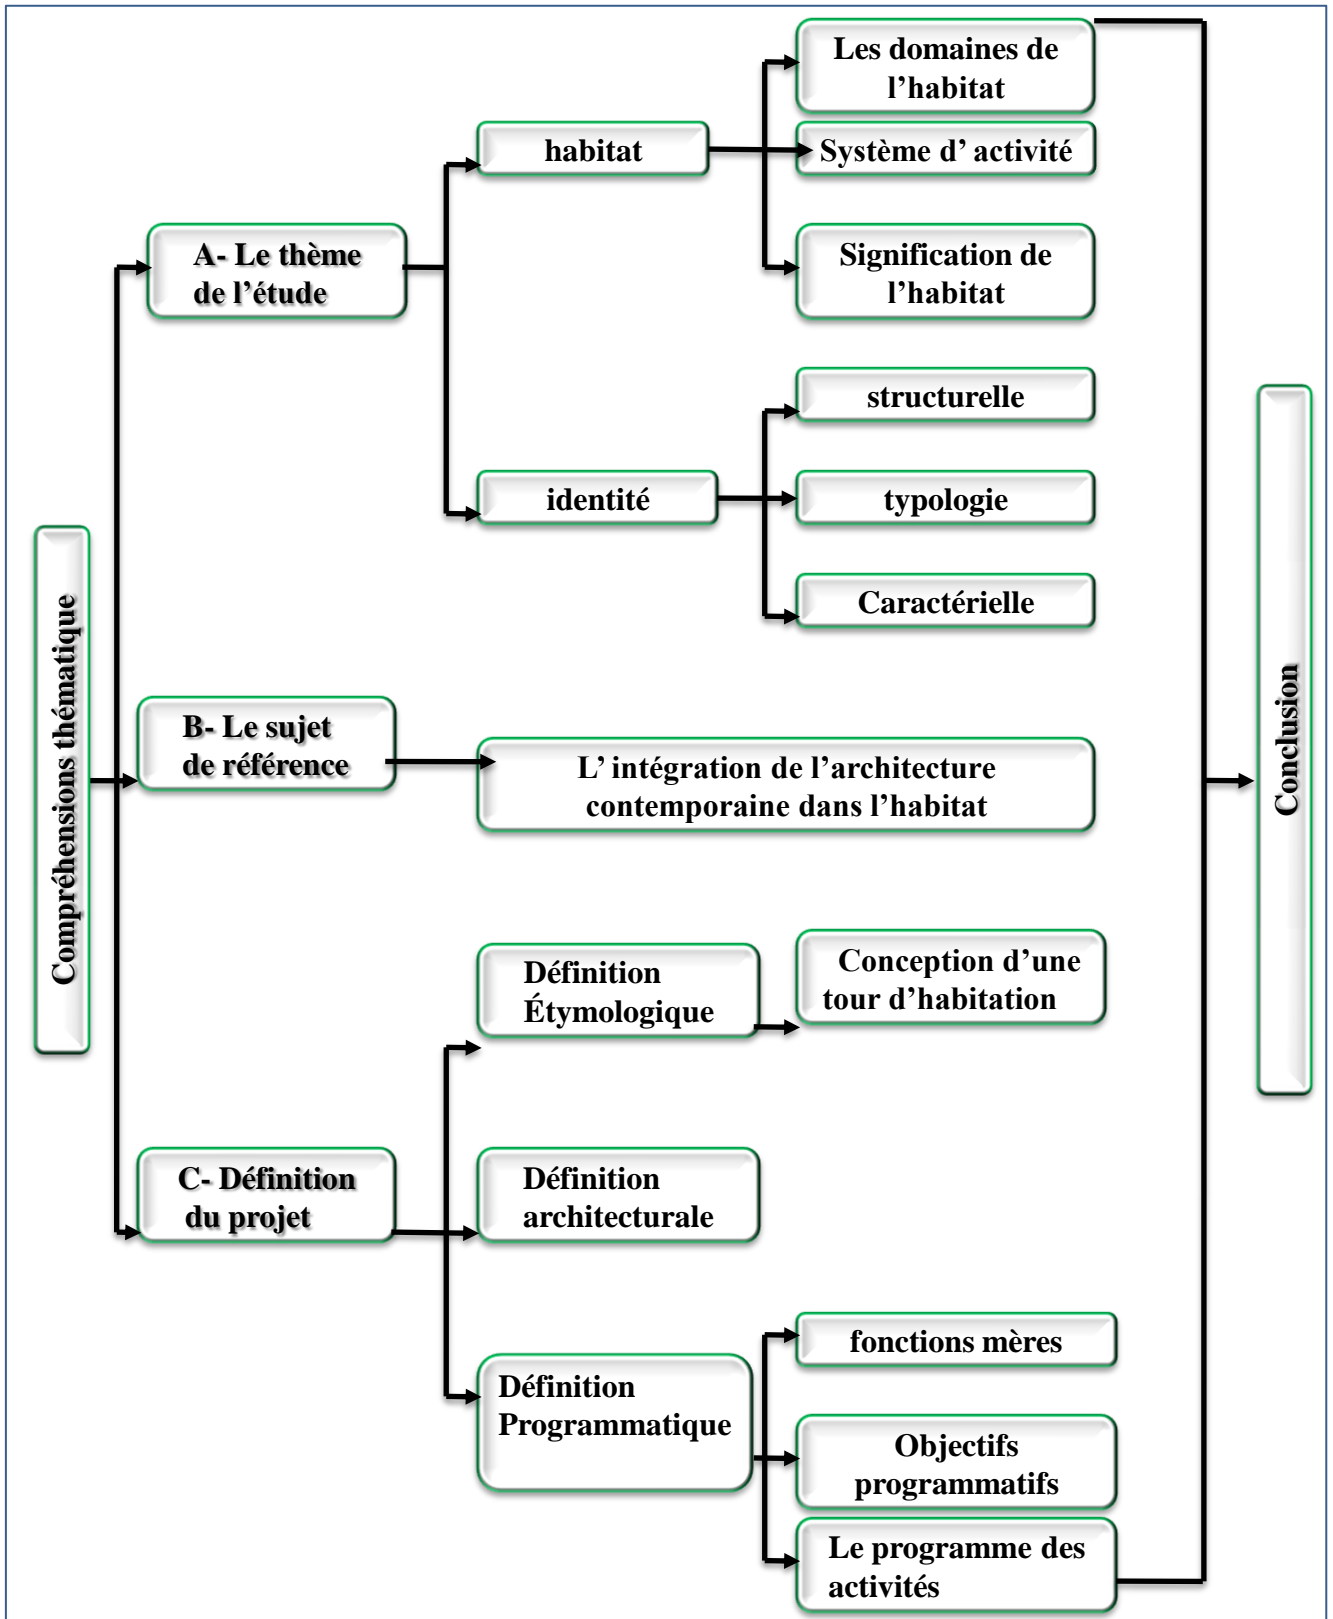 Compréhensions thématique
A- Le thème
de l’étude
habitat
Les domaines de
l’habitat
Système d’ activité
Signification de
l’habitat
identité
structurelle
typologie
Caractérielle
B- Le sujet
de référence
L’ intégration de l’architecture
contemporaine dans l’habitat
C- Définition
du projet
Définition
Étymologique
Conception d’une
tour d’habitation
Définition
architecturale
Définition
Programmatique
fonctions mères
Objectifs
programmatifs
Le programme des
activités
Conclusion